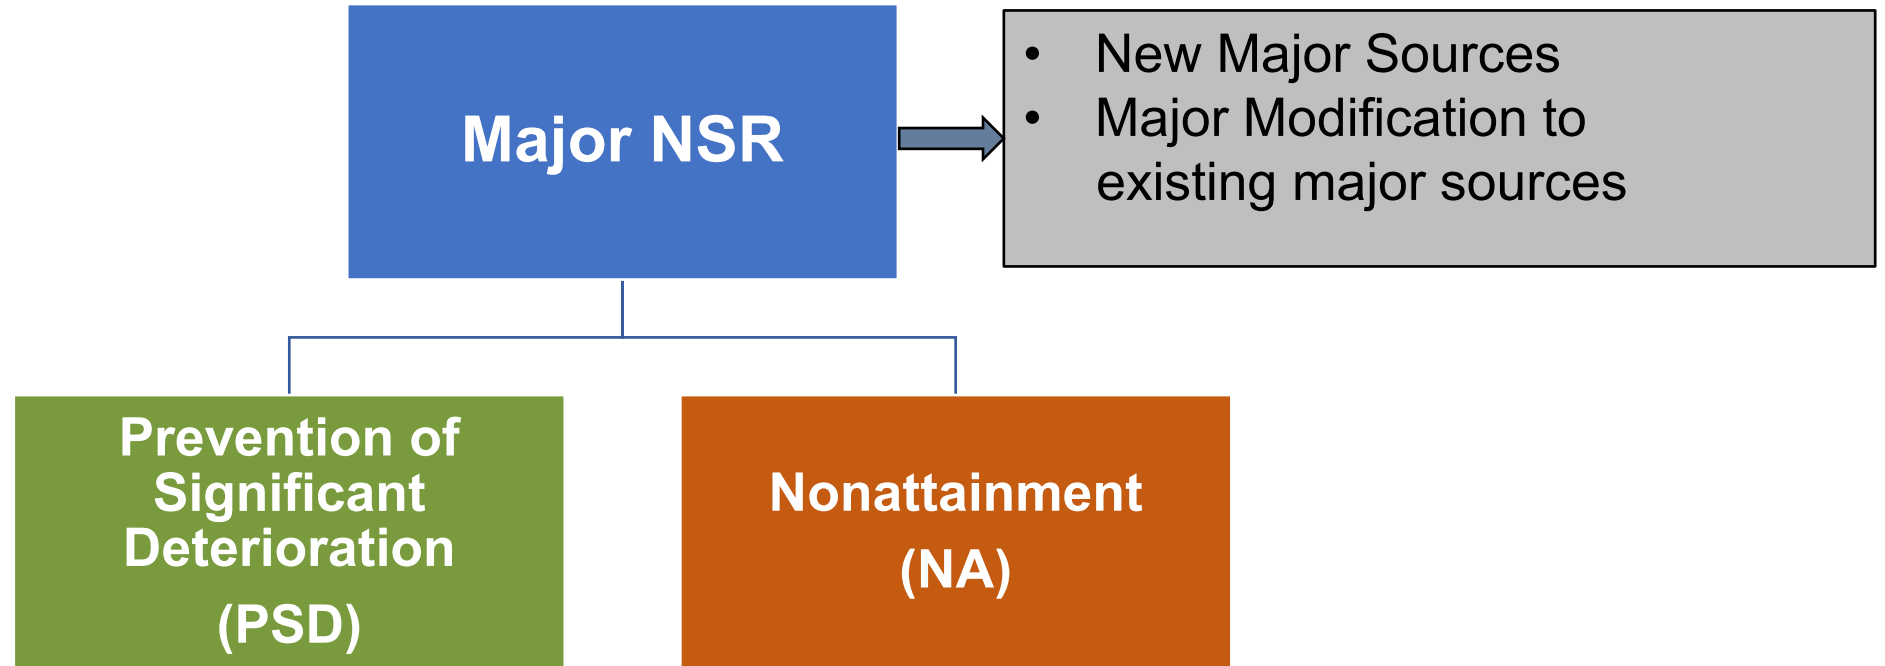 Major NSR
• New Major Sources
• Major Modification to
existing major sources
Prevention of
Significant
Deterioration
(PSD)
Nonattainment
(NA)